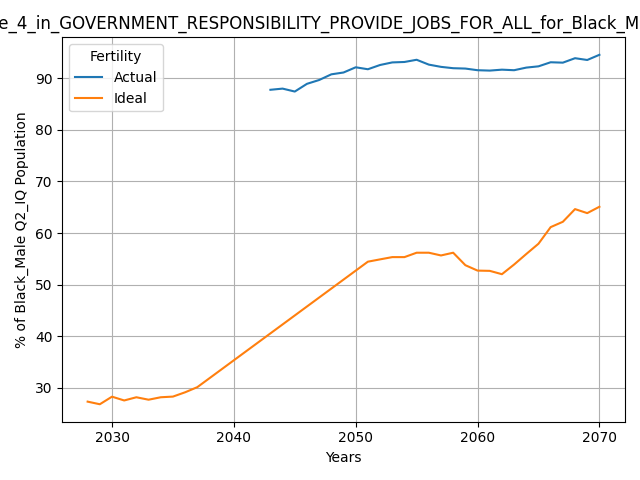 e_4_in_GOVERNMENT_RESPONSIBILITY_PROVIDE_JOBS_FOR_ALL_for_Black_M
Fertility
Actual
Ideal
% of Black_Male Q2_IQ Population
90
80
70
60
50
40
30
2030 2040 2050 2060 2070
Years